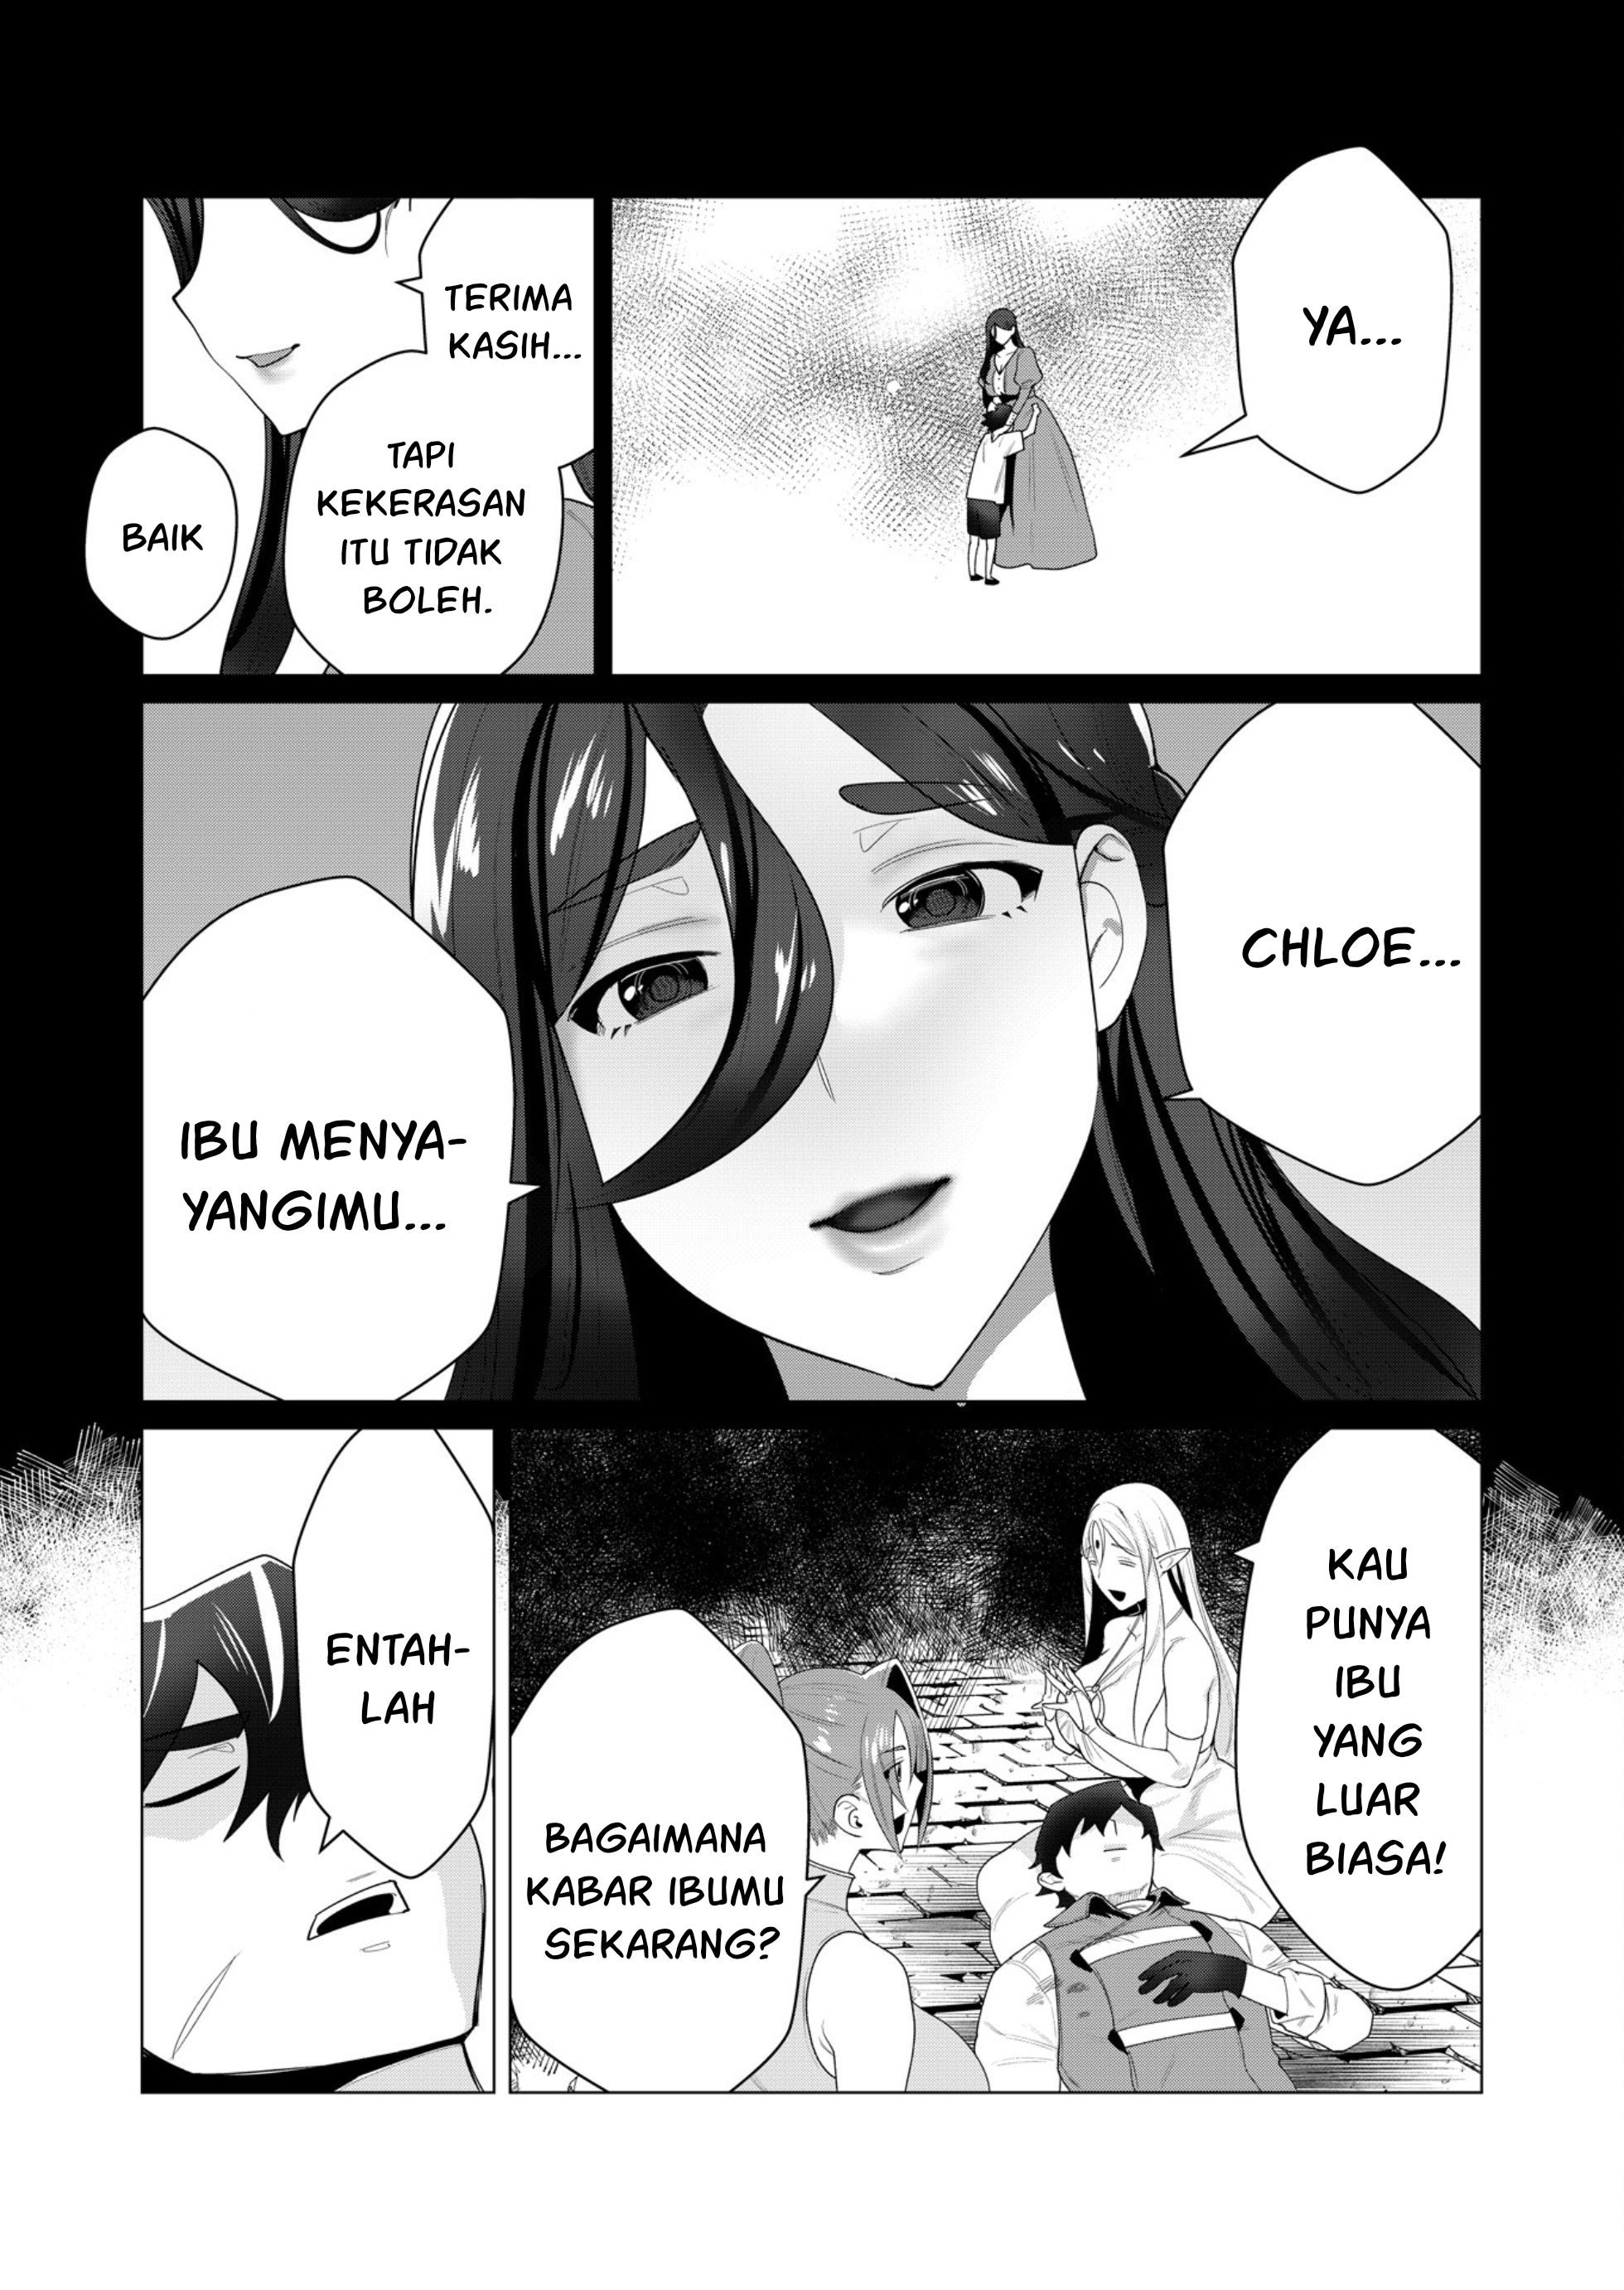 YA...
TERIMA
KASIH...
TAPI
KEKERASAN
ITU TIDAK
BOLEH.
BAIK
CHLOE...
IBU MENYA-
YANGIMU...
KAU
PUNYA
IBU
YANG
LUAR
BIASA!
BAGAIMANA
KABAR IBUMU
SEKARANG?
ENTAH-
LAH